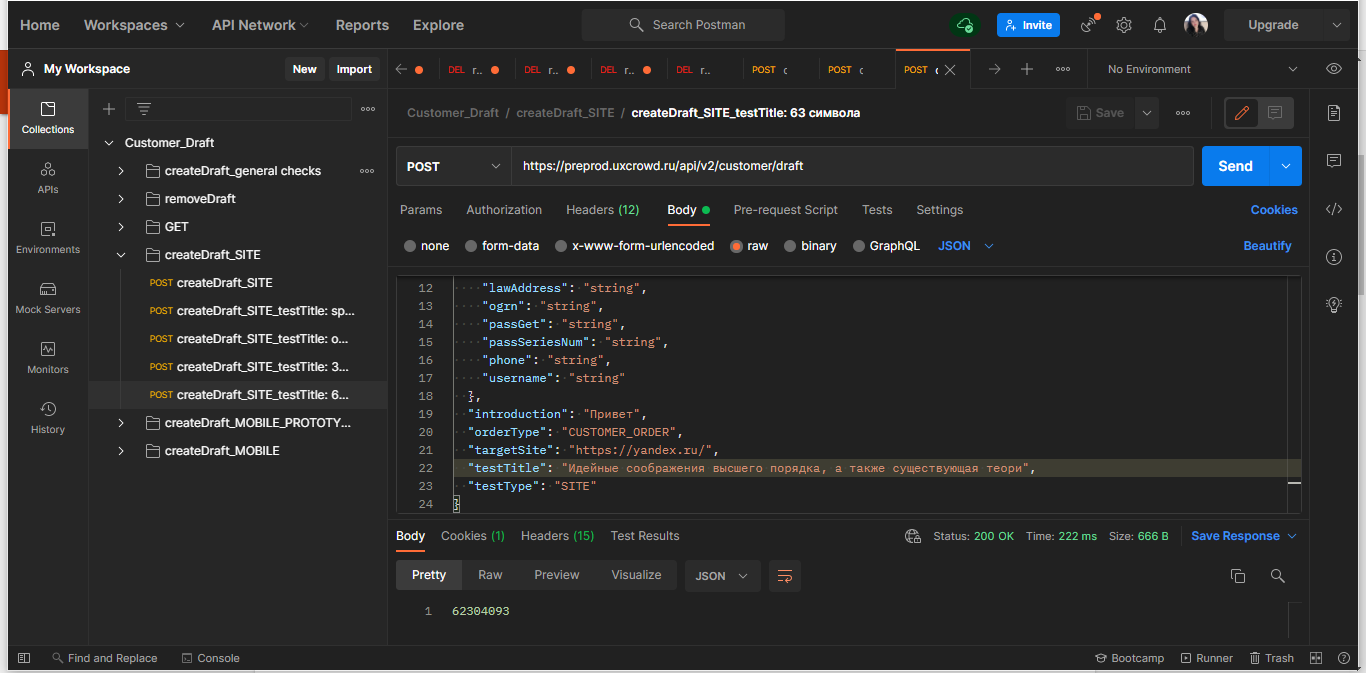 Home Workspaces API Network Reports Explore Search Postman Invite Upgrade
My Workspace New Import DEL r.. DEL r.. DEL r.. DEL r.. POST POST POST No Environment
Collections
APIs
Environments
Mock Servers
Monitors
History
Customer_Draft
createDraft_general checks
removeDraft
GET
createDraft_SITE
POST createDraft_SITE
POST createDraft_SITE_testTitle: sp...
POST createDraft_SITE_testTitle: o...
POST createDraft_SITE_testTitle: 3...
POST createDraft_SITE_testTitle: 6...
createDraft_MOBILE_PROTOTY...
createDraft_MOBILE
Customer_Draft / createDraft_SITE / createDraft_SITE_testTitle: 63 символа Save
POST https://preprod.uxcrowd.ru/api/v2/customer/draft Send
Params Authorization Headers (12) Body Pre-request Script Tests Settings Cookies
none form-data x-www-form-urlencoded raw binary GraphQL JSON Beautify
12 "lawAddress": "string",
13 "ogrn": "string",
14 "passGet": "string",
15 "passSeriesNum": "string",
16 "phone": "string",
17 "username": "string"
18 },
19 "introduction": "Привет",
20 "orderType": "CUSTOMER_ORDER",
21 "targetSite": "https://yandex.ru/",
22 "testTitle": "Идейные соображения высшего порядка, а также существующая теори",
23 "testType": "SITE"
24 }
Body Cookies (1) Headers (15) Test Results Status: 200 OK Time: 222 ms Size: 666 B Save Response
Pretty Raw Preview Visualize JSON
1 62304093
Find and Replace Console Bootcamp Runner Trash